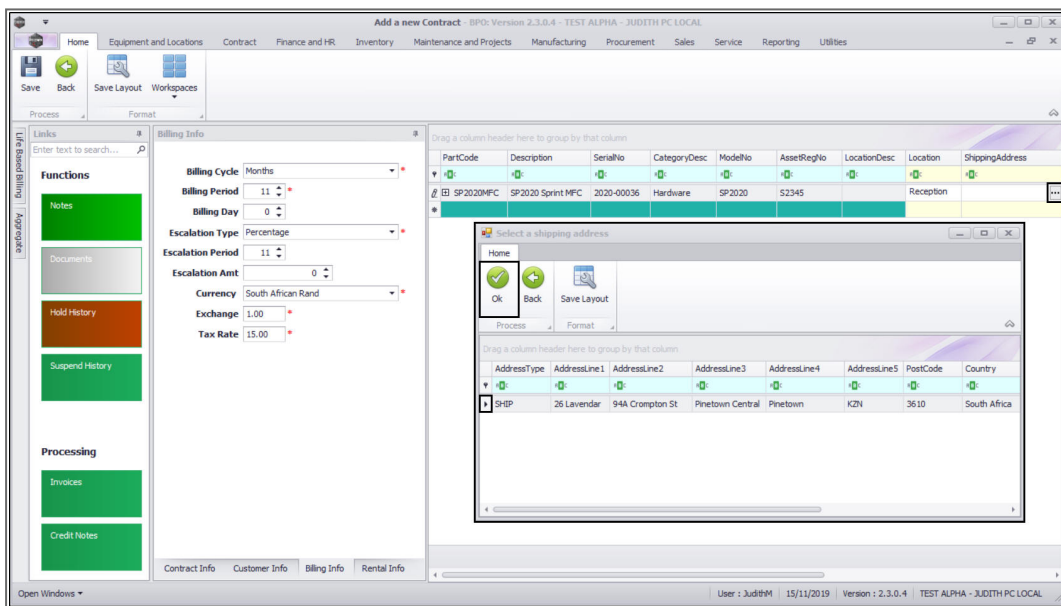 Add a new Contract - BPO: Version 2.3.0.4 - TEST ALPHA - JUDITH PC LOCAL
Home Equipment and Locations Contract Finance and HR Inventory Maintenance and Projects Manufacturing Procurement Sales Service Reporting Utilities
Save Back Save Layout Workspaces
Process Format
Life Based Billing
Aggregate
Links
Enter text to search...
Functions
Notes
Documents
Hold History
Suspend History
Processing
Invoices
Credit Notes
Billing Info
Billing Cycle Months *
Billing Period 11 *
Billing Day 0
Escalation Type Percentage *
Escalation Period 11
Escalation Amt 0
Currency South African Rand *
Exchange 1.00 *
Tax Rate 15.00 *
Contract Info Customer Info Billing Info Rental Info
Drag a column header here to group by that column
PartCode Description SerialNo CategoryDesc ModelNo AssetRegNo LocationDesc Location ShippingAddress
SP2020MFC SP2020 Sprint MFC 2020-00036 Hardware SP2020 S2345 Reception ...
Select a shipping address
Home
Ok Back Save Layout
Process Format
Drag a column header here to group by that column
AddressType AddressLine1 AddressLine2 AddressLine3 AddressLine4 AddressLine5 PostCode Country
SHIP 26 Lavendar 94A Crompton St Pinetown Central Pinetown KZN 3610 South Africa
Open Windows User : JudithM 15/11/2019 Version : 2.3.0.4 TEST ALPHA - JUDITH PC LOCAL